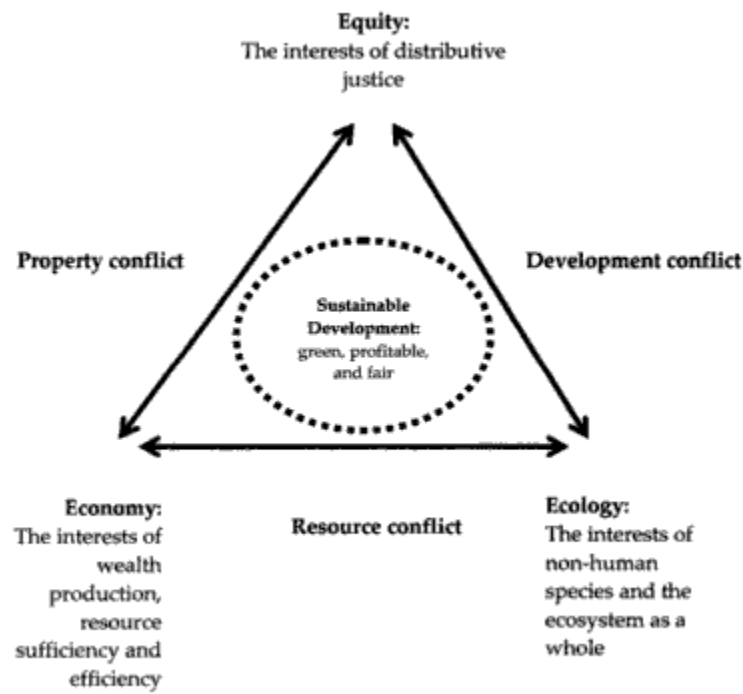 Equity:
The interests of distributive
justice
Property conflict
Development conflict
Sustainable
Development:
green, profitable,
and fair
Economy:
The interests of
wealth
production,
resource
sufficiency and
efficiency
Resource conflict
Ecology:
The interests of
non-human
species and the
ecosystem as a
whole